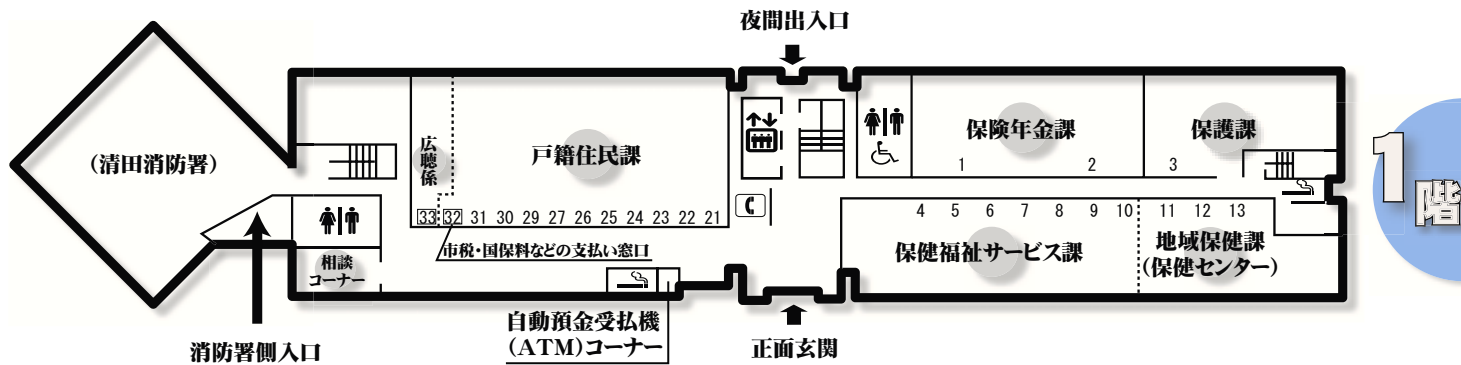 夜間出入口
(清田消防署)
広聴係
戸籍住民課
保険年金課
保護課
1階
1
2
3
33 32 31 30 29 27 26 25 24 23 22 21
4 5 6 7 8 9 10 11 12 13
市税・国保料などの支払い窓口
相談
コーナー
保健福祉サービス課
地域保健課
(保健センター)
自動預金受払機
(ATM)コーナー
消防署側入口
正面玄関